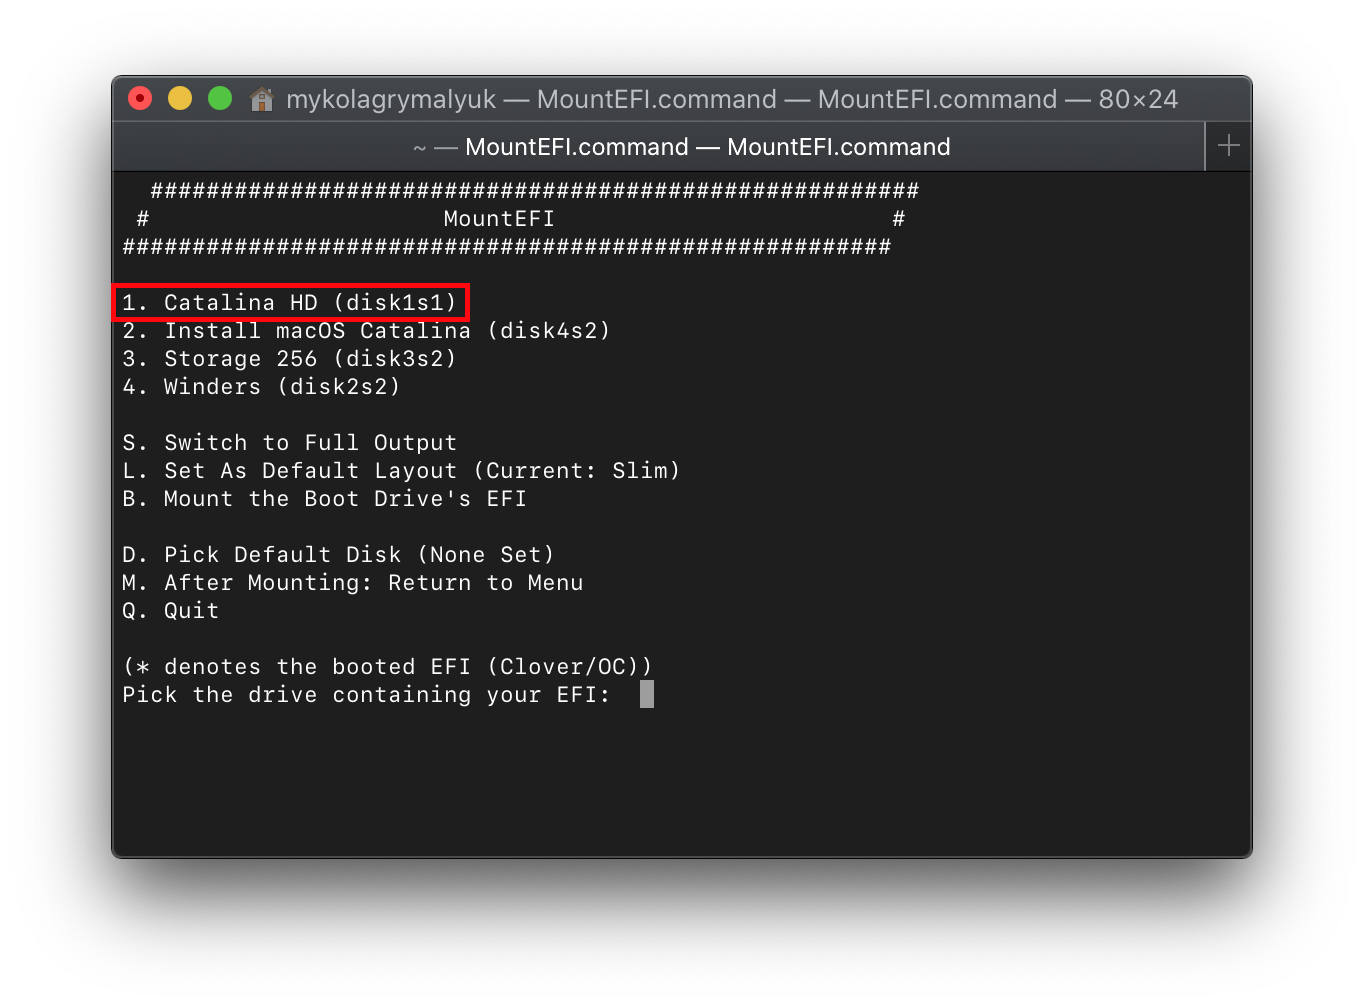 mykolagrymalyuk — MountEFI.command — MountEFI.command — 80×24
~ — MountEFI.command — MountEFI.command
#######################################################
# MountEFI #
#######################################################
1. Catalina HD (disk1s1)
2. Install macOS Catalina (disk4s2)
3. Storage 256 (disk3s2)
4. Winders (disk2s2)
S. Switch to Full Output
L. Set As Default Layout (Current: Slim)
B. Mount the Boot Drive's EFI
D. Pick Default Disk (None Set)
M. After Mounting: Return to Menu
Q. Quit
(* denotes the booted EFI (Clover/OC))
Pick the drive containing your EFI: